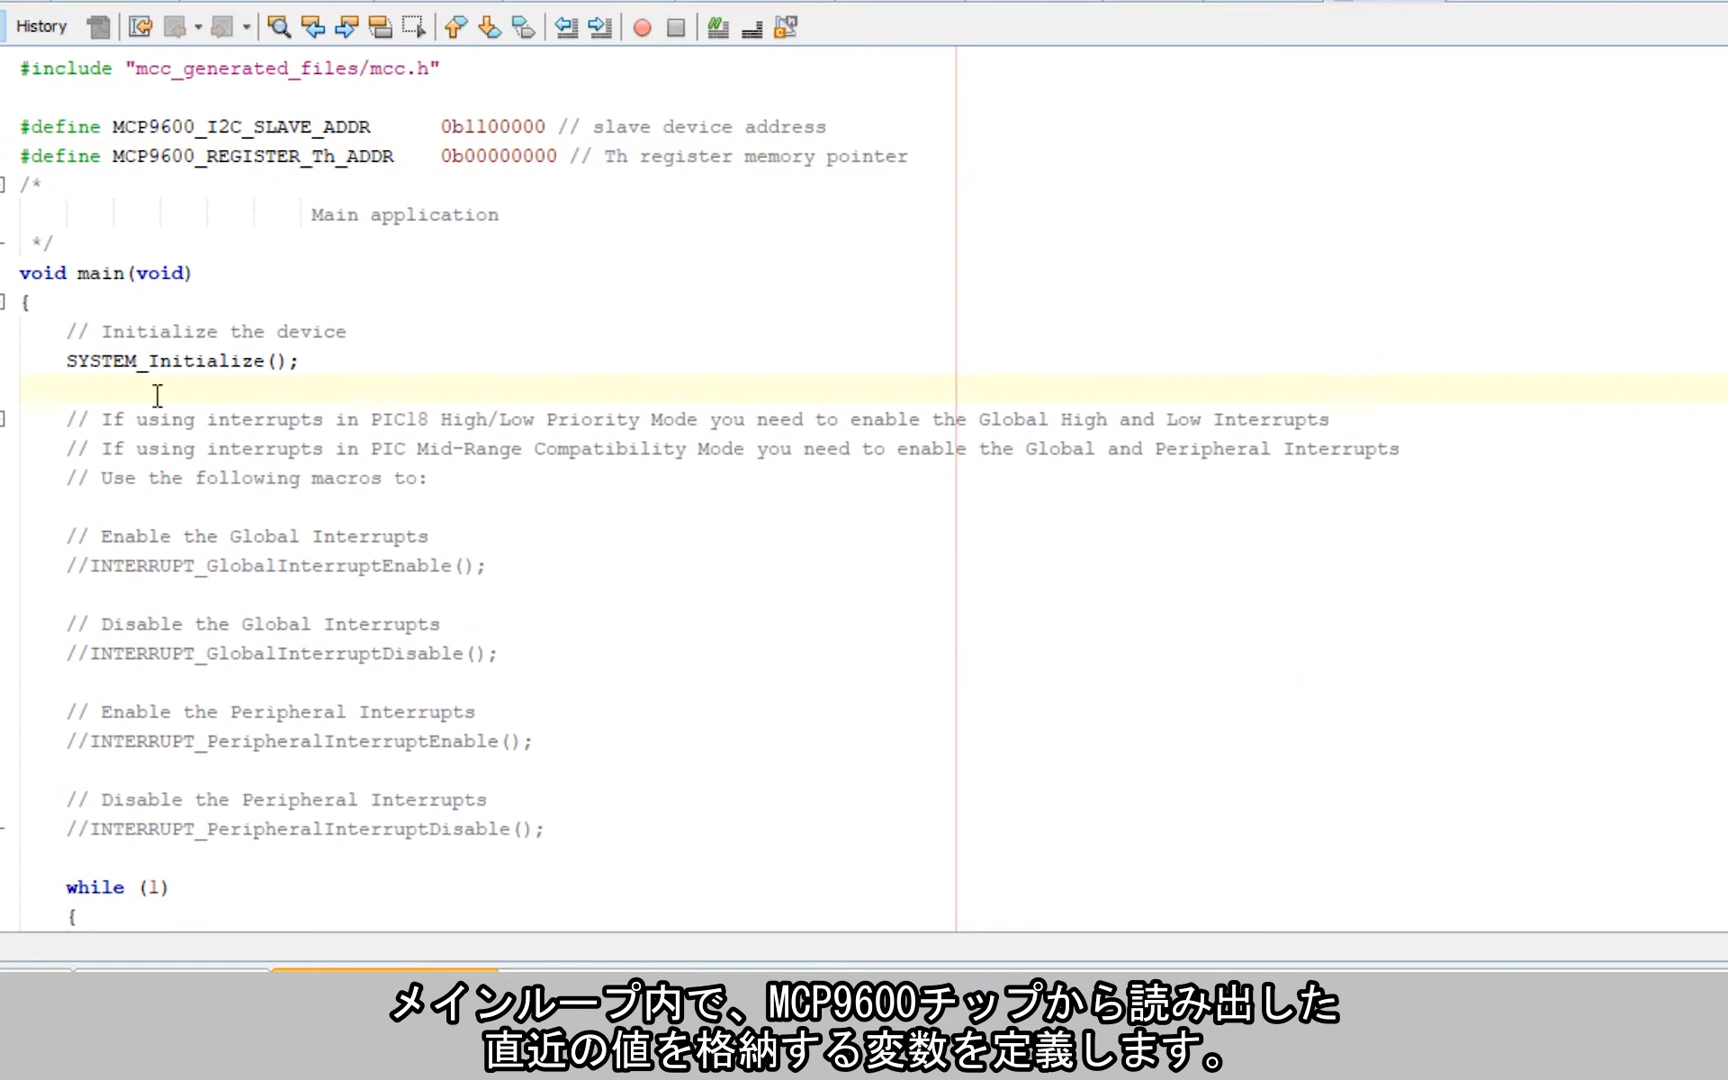 History
#include "mcc_generated_files/mcc.h"
#define MCP9600_I2C_SLAVE_ADDR 0b1100000 // slave device address
#define MCP9600_REGISTER_Th_ADDR 0b00000000 // Th register memory pointer
/*
Main application
*/
void main(void)
{
// Initialize the device
SYSTEM_Initialize();
// If using interrupts in PIC18 High/Low Priority Mode you need to enable the Global High and Low Interrupts
// If using interrupts in PIC Mid-Range Compatibility Mode you need to enable the Global and Peripheral Interrupts
// Use the following macros to:
// Enable the Global Interrupts
//INTERRUPT_GlobalInterruptEnable();
// Disable the Global Interrupts
//INTERRUPT_GlobalInterruptDisable();
// Enable the Peripheral Interrupts
//INTERRUPT_PeripheralInterruptEnable();
// Disable the Peripheral Interrupts
//INTERRUPT_PeripheralInterruptDisable();
while (1)
{
メインループ内で、MCP9600チップから読み出した
直近の値を格納する変数を定義します。